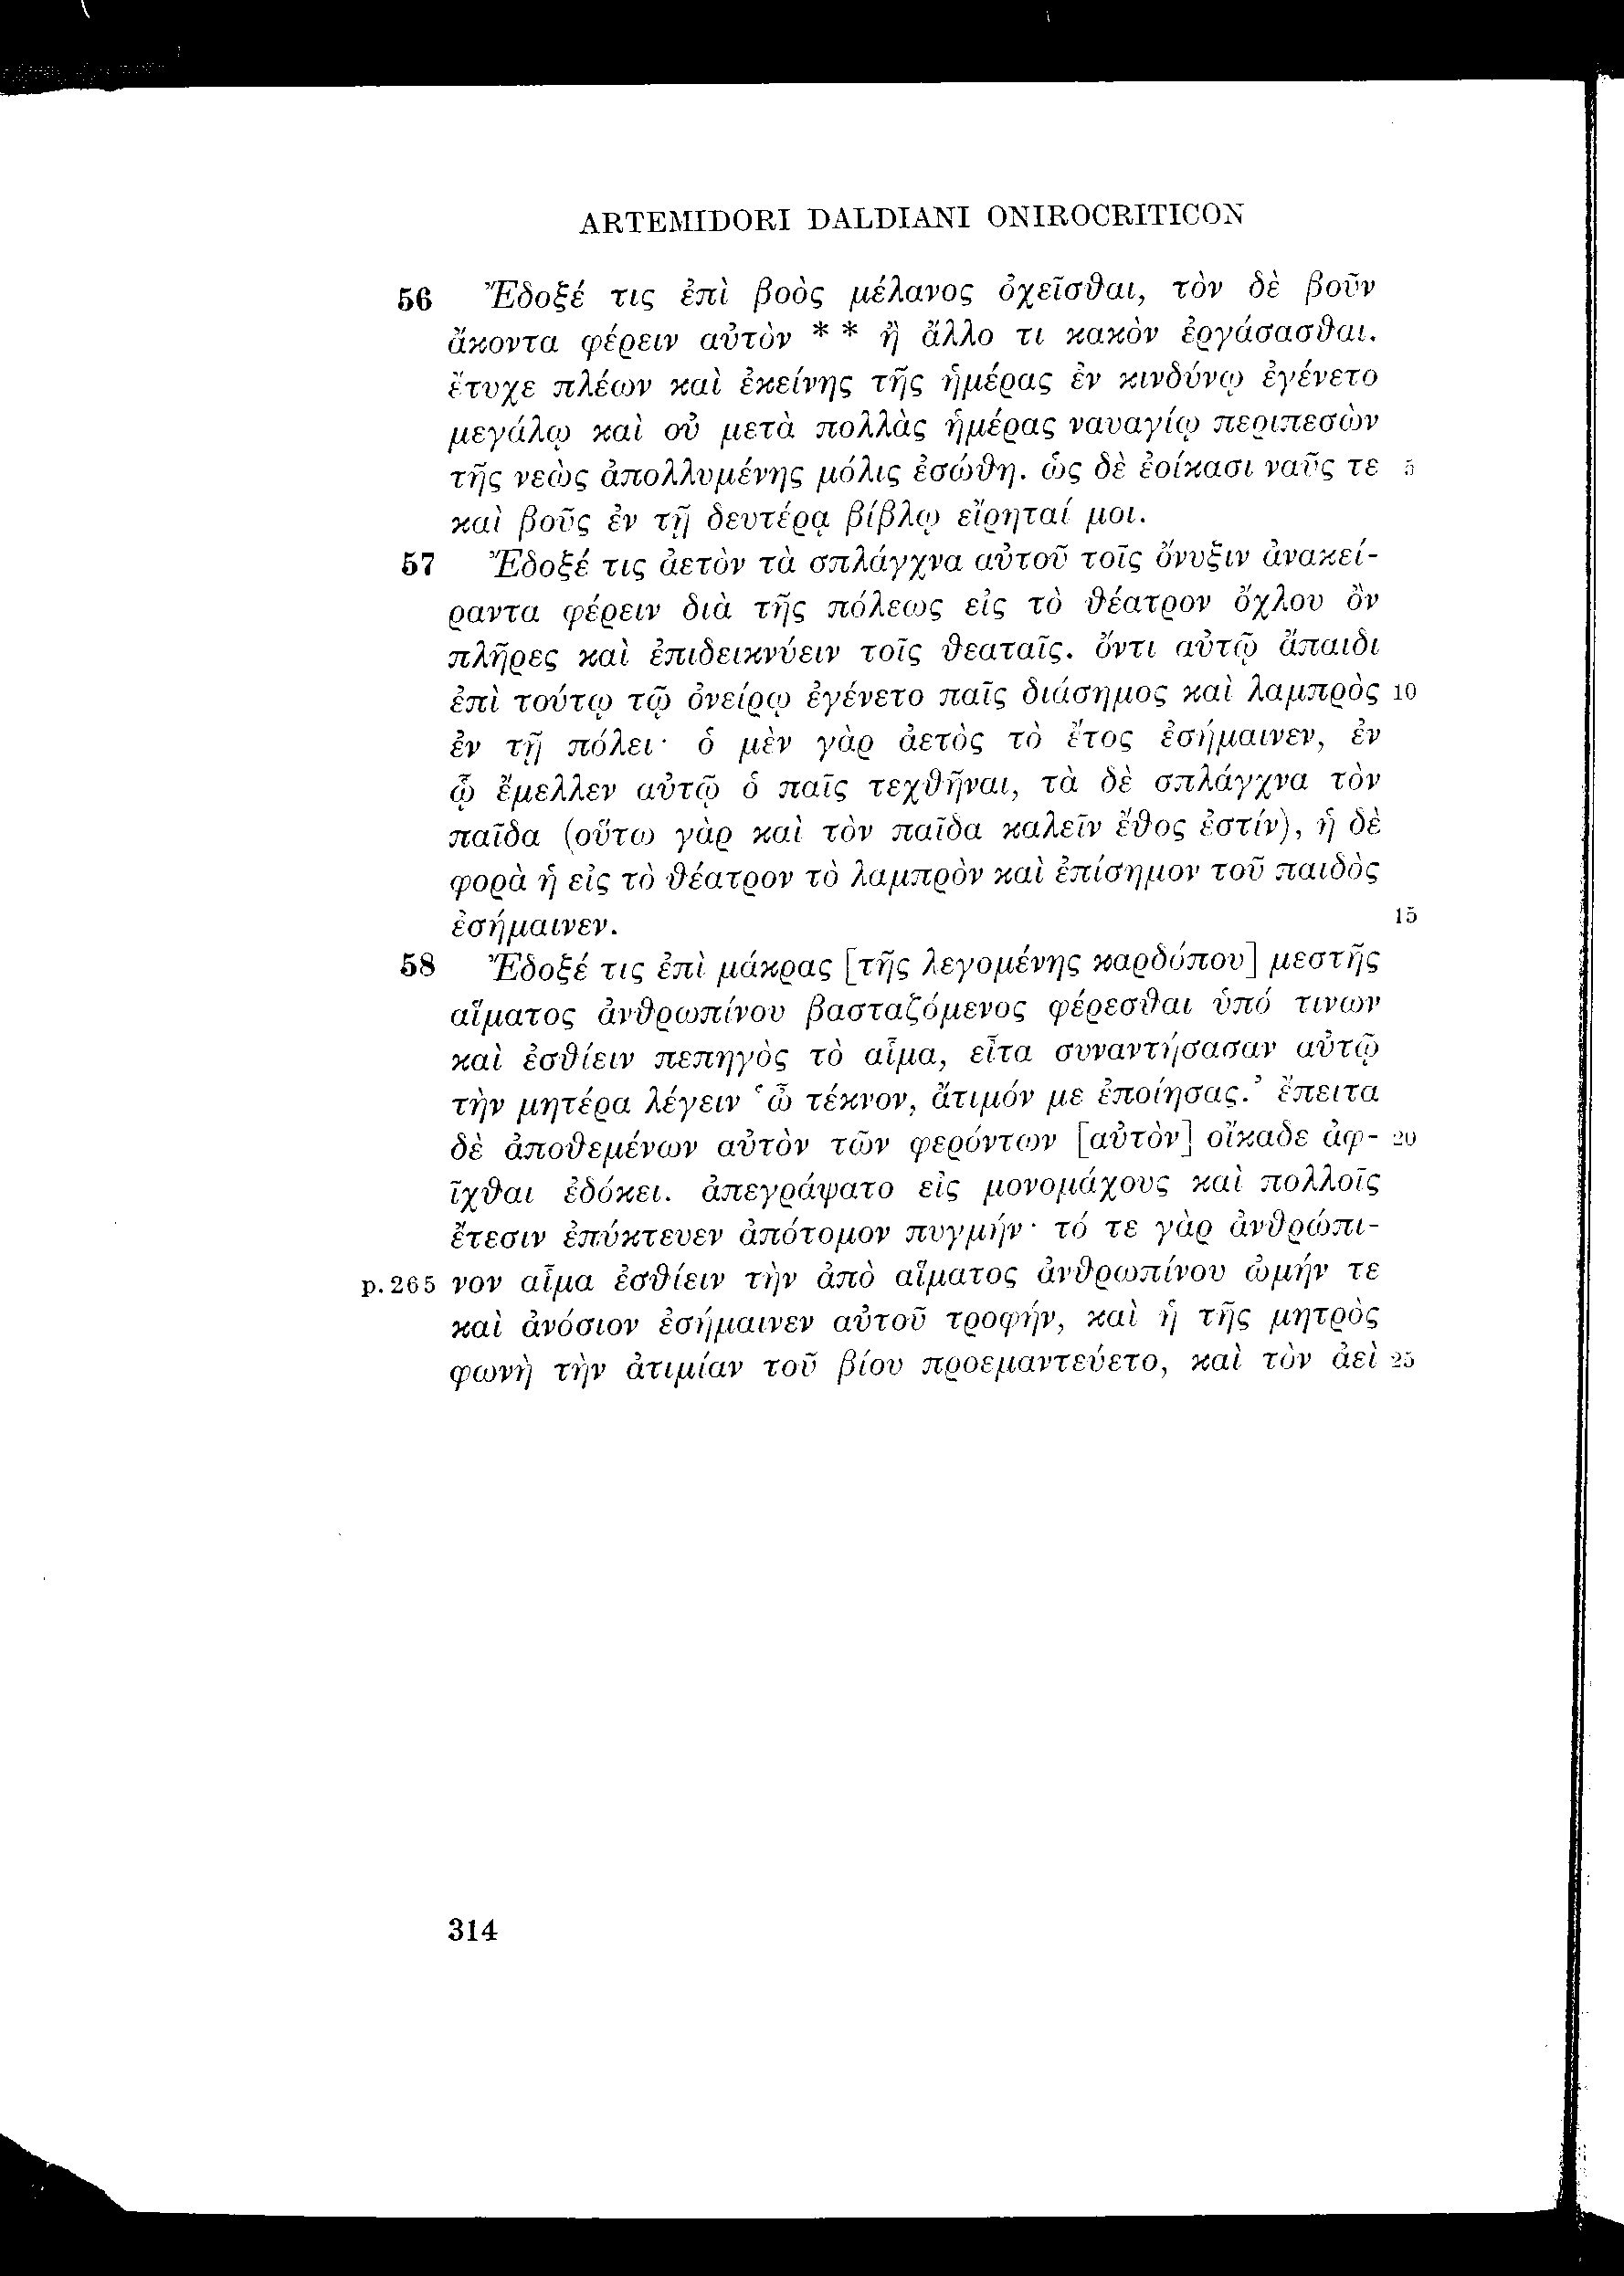 ARTEMIDORI DALDIANI ONIROCRITICON
56 Ἔδοξέ τις ἐπὶ βοὸς μέλανος ὀχεῖσθαι, τὸν δὲ βοῦν
ἄκοντα φέρειν αὐτὸν * * ἢ ἄλλο τι κακὸν ἐργάσασθαι.
ἔτυχε πλέων καὶ ἐκείνης τῆς ἡμέρας ἐν κινδύνῳ ἐγένετο
μεγάλῳ καὶ οὐ μετὰ πολλὰς ἡμέρας ναυαγίῳ περιπεσὼν
τῆς νεὼς ἀπολλυμένης μόλις ἐσώθη. ὡς δὲ ἐοίκασι ναῦς τε 5
καὶ βοῦς ἐν τῇ δευτέρᾳ βίβλῳ εἴρηταί μοι.
57 Ἔδοξέ τις ἀετὸν τὰ σπλάγχνα αὐτοῦ τοῖς ὄνυξιν ἀνακεί-
ραντα φέρειν διὰ τῆς πόλεως εἰς τὸ θέατρον ὄχλου ὂν
πλῆρες καὶ ἐπιδεικνύειν τοῖς θεαταῖς. ὄντι αὐτῷ ἄπαιδι
ἐπὶ τούτῳ τῷ ὀνείρῳ ἐγένετο παῖς διάσημος καὶ λαμπρὸς 10
ἐν τῇ πόλει· ὁ μὲν γὰρ ἀετὸς τὸ ἔτος ἐσήμαινεν, ἐν
ᾧ ἔμελλεν αὐτῷ ὁ παῖς τεχθῆναι, τὰ δὲ σπλάγχνα τὸν
παῖδα (οὕτω γὰρ καὶ τὸν παῖδα καλεῖν ἔθος ἐστίν), ἡ δὲ
φορὰ ἡ εἰς τὸ θέατρον τὸ λαμπρὸν καὶ ἐπίσημον τοῦ παιδὸς
ἐσήμαινεν. 15
58 Ἔδοξέ τις ἐπὶ μάκρας [τῆς λεγομένης καρδόπου] μεστῆς
αἵματος ἀνθρωπίνου βασταζόμενος φέρεσθαι ὑπό τινων
καὶ ἐσθίειν πεπηγὸς τὸ αἷμα, εἶτα συναντήσασαν αὐτῷ
τὴν μητέρα λέγειν ‘ὦ τέκνον, ἄτιμόν με ἐποίησας.’ ἔπειτα
δὲ ἀποθεμένων αὐτὸν τῶν φερόντων [αὐτὸν] οἴκαδε ἀφ- 20
ῖχθαι ἐδόκει. ἀπεγράψατο εἰς μονομάχους καὶ πολλοῖς
ἔτεσιν ἐπύκτευεν ἀπότομον πυγμήν· τό τε γὰρ ἀνθρώπι-
p. 265 νον αἷμα ἐσθίειν τὴν ἀπὸ αἵματος ἀνθρωπίνου ὠμήν τε
καὶ ἀνόσιον ἐσήμαινεν αὐτοῦ τροφήν, καὶ ἡ τῆς μητρὸς
φωνὴ τὴν ἀτιμίαν τοῦ βίου προεμαντεύετο, καὶ τὸν ἀεὶ 25
314